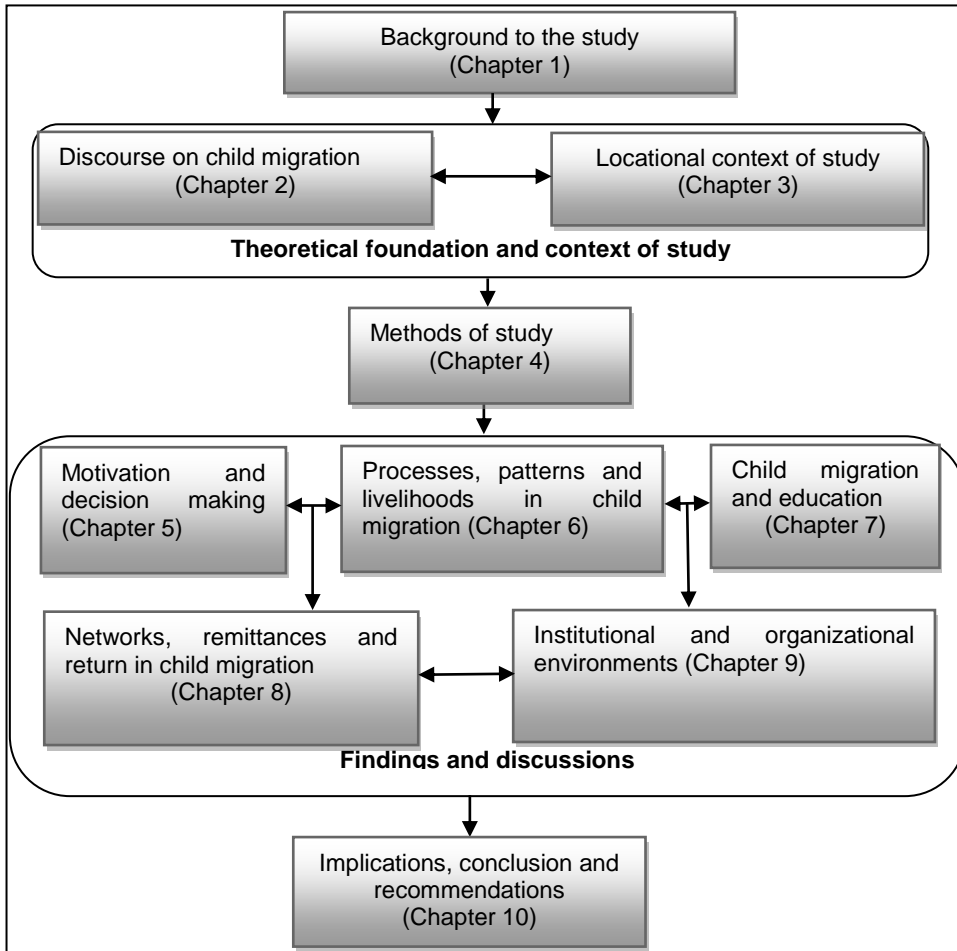 Background to the study
(Chapter 1)
Discourse on child migration
(Chapter 2)
Locational context of study
(Chapter 3)
Theoretical foundation and context of study
Methods of study
(Chapter 4)
Motivation and
decision making
(Chapter 5)
Processes, patterns and
livelihoods in child
migration (Chapter 6)
Child migration
and education
(Chapter 7)
Networks, remittances and
return in child migration
(Chapter 8)
Institutional and organizational
environments (Chapter 9)
Findings and discussions
Implications, conclusion and
recommendations
(Chapter 10)